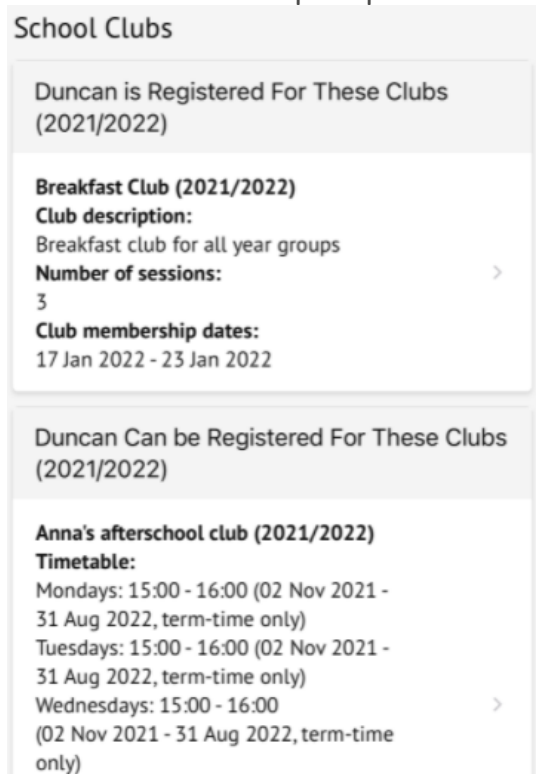 School Clubs
Duncan is Registered For These Clubs
(2021/2022)
Breakfast Club (2021/2022)
Club description:
Breakfast club for all year groups
Number of sessions:
3
Club membership dates:
17 Jan 2022 - 23 Jan 2022
Duncan Can be Registered For These Clubs
(2021/2022)
Anna's afterschool club (2021/2022)
Timetable:
Mondays: 15:00 - 16:00 (02 Nov 2021 -
31 Aug 2022, term-time only)
Tuesdays: 15:00 - 16:00 (02 Nov 2021 -
31 Aug 2022, term-time only)
Wednesdays: 15:00 - 16:00
(02 Nov 2021 - 31 Aug 2022, term-time
only)